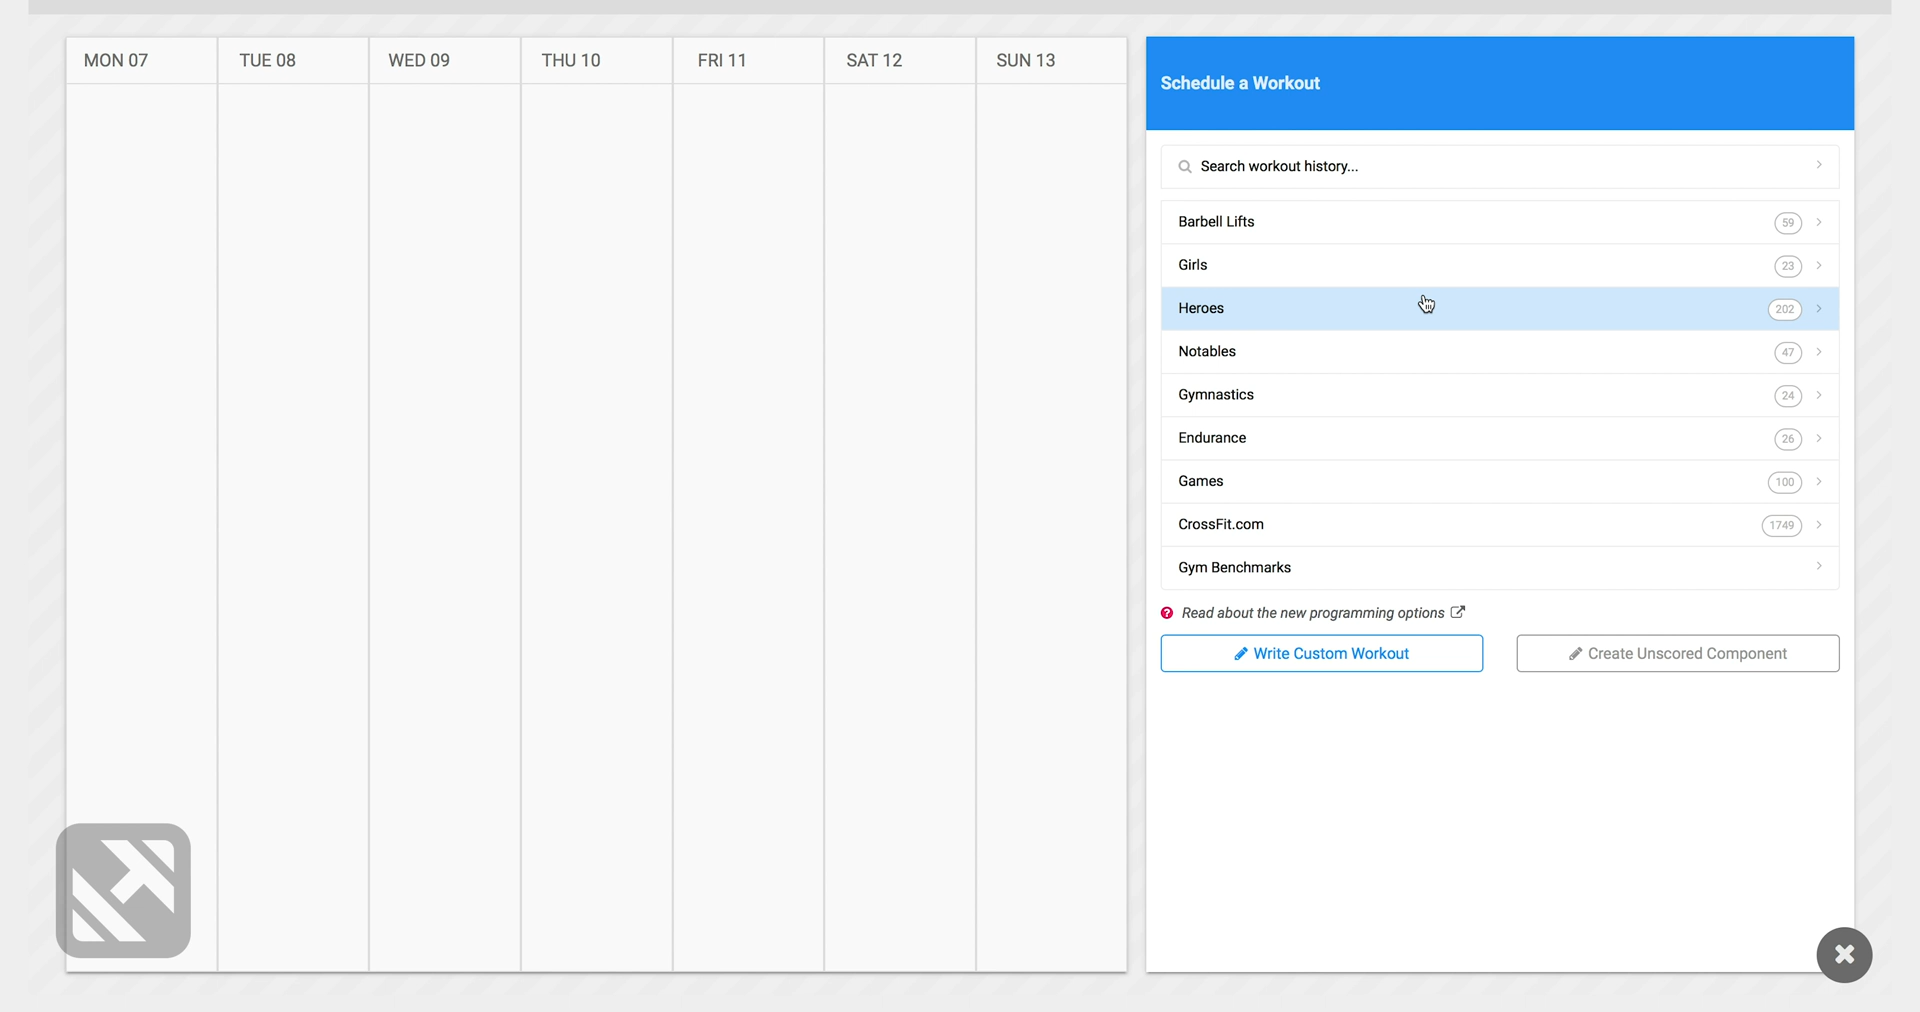 MON 07
TUE 08
WED 09
THU 10
FRI 11
SAT 12
SUN 13
Schedule a Workout
Search workout history...
Barbell Lifts 59
Girls 23
Heroes 202
Notables 47
Gymnastics 24
Endurance 26
Games 100
CrossFit.com 1749
Gym Benchmarks
Read about the new programming options
Write Custom Workout
Create Unscored Component